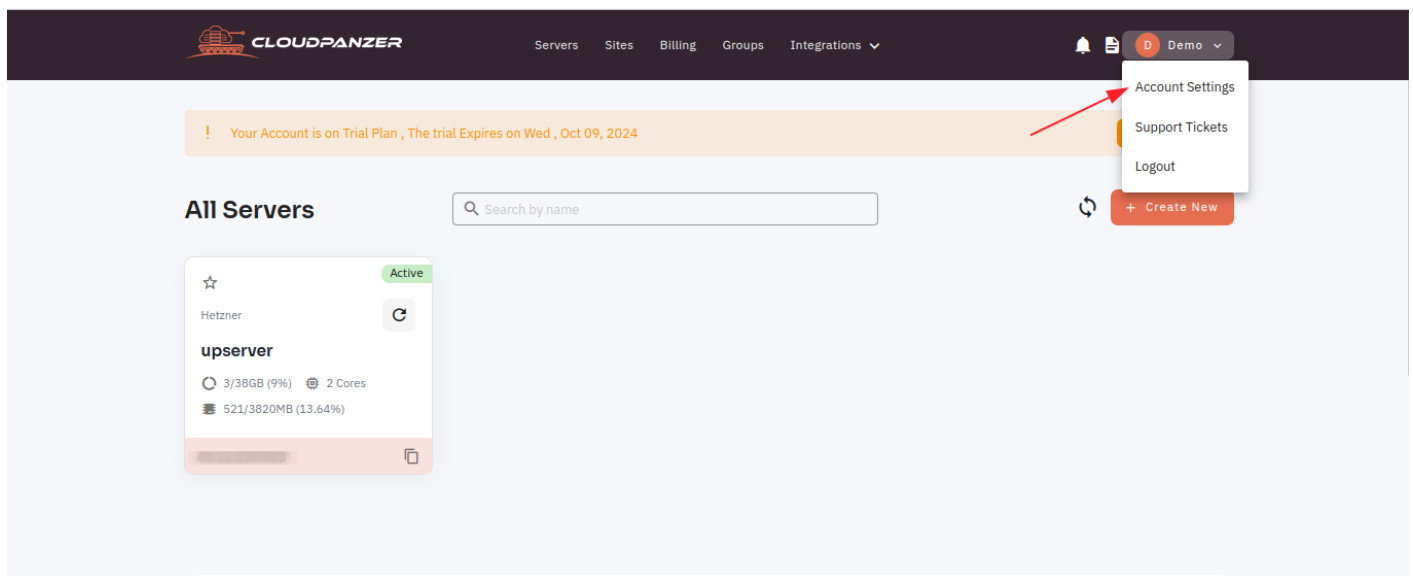 CLOUDPANZER
Servers Sites Billing Groups Integrations
D Demo
Account Settings
Support Tickets
Logout
! Your Account is on Trial Plan , The trial Expires on Wed , Oct 09, 2024
All Servers
Search by name
+ Create New
Active
Hetzner
upserver
3/38GB (9%) 2 Cores
521/3820MB (13.64%)